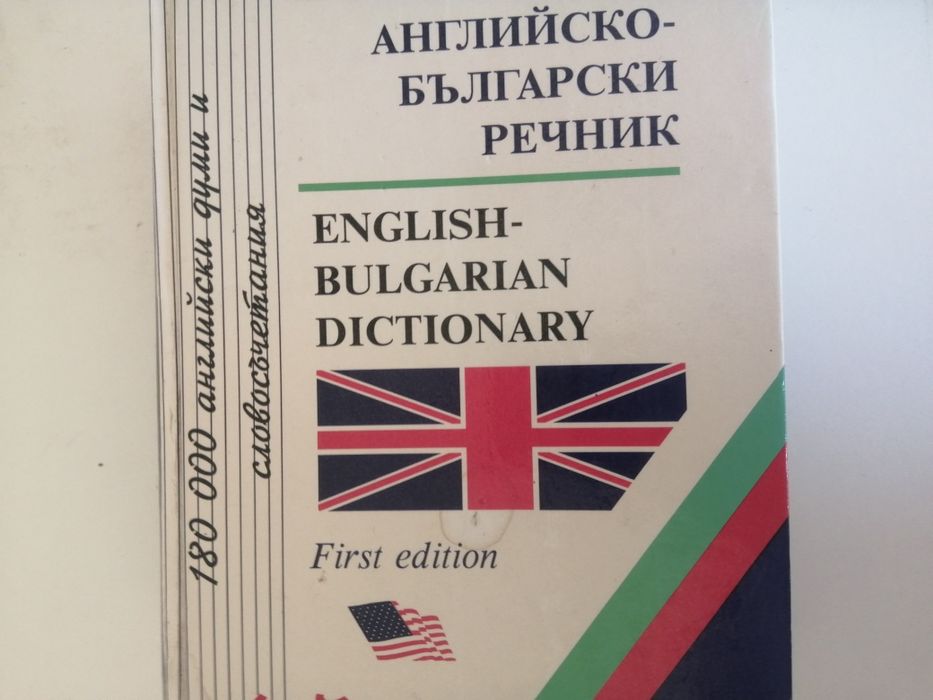 АНГЛИЙСКО-
БЪЛГАРСКИ
РЕЧНИК
ENGLISH-
BULGARIAN
DICTIONARY
First edition
180 000 английски думи и
словосъчетания